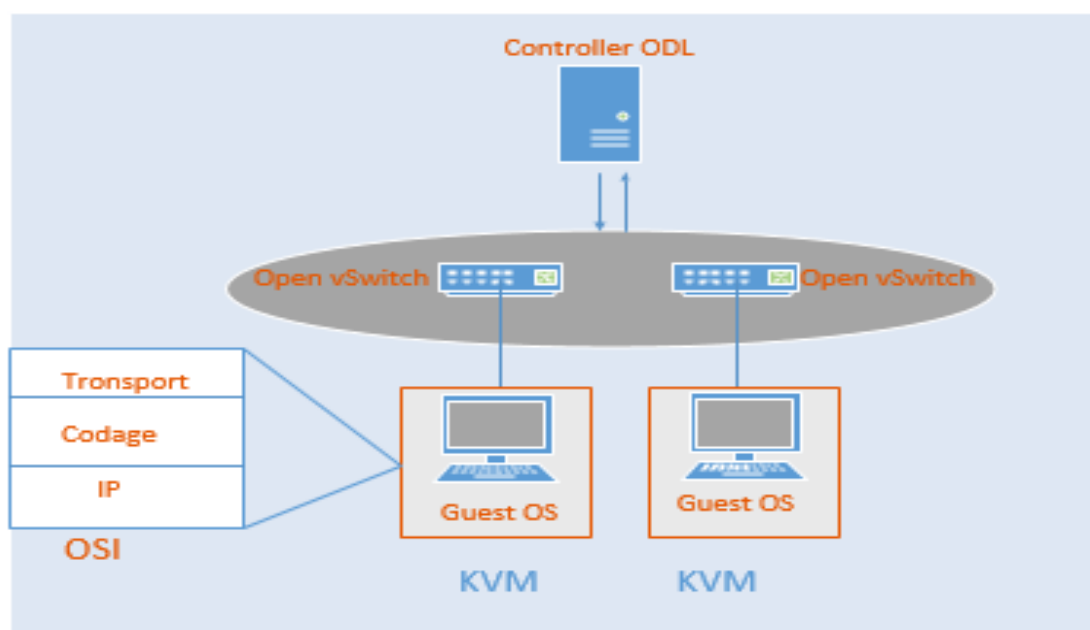 Controller ODL
Open vSwitch
Open vSwitch
Tronsport
Codage
IP
OSI
Guest OS
Guest OS
KVM
KVM